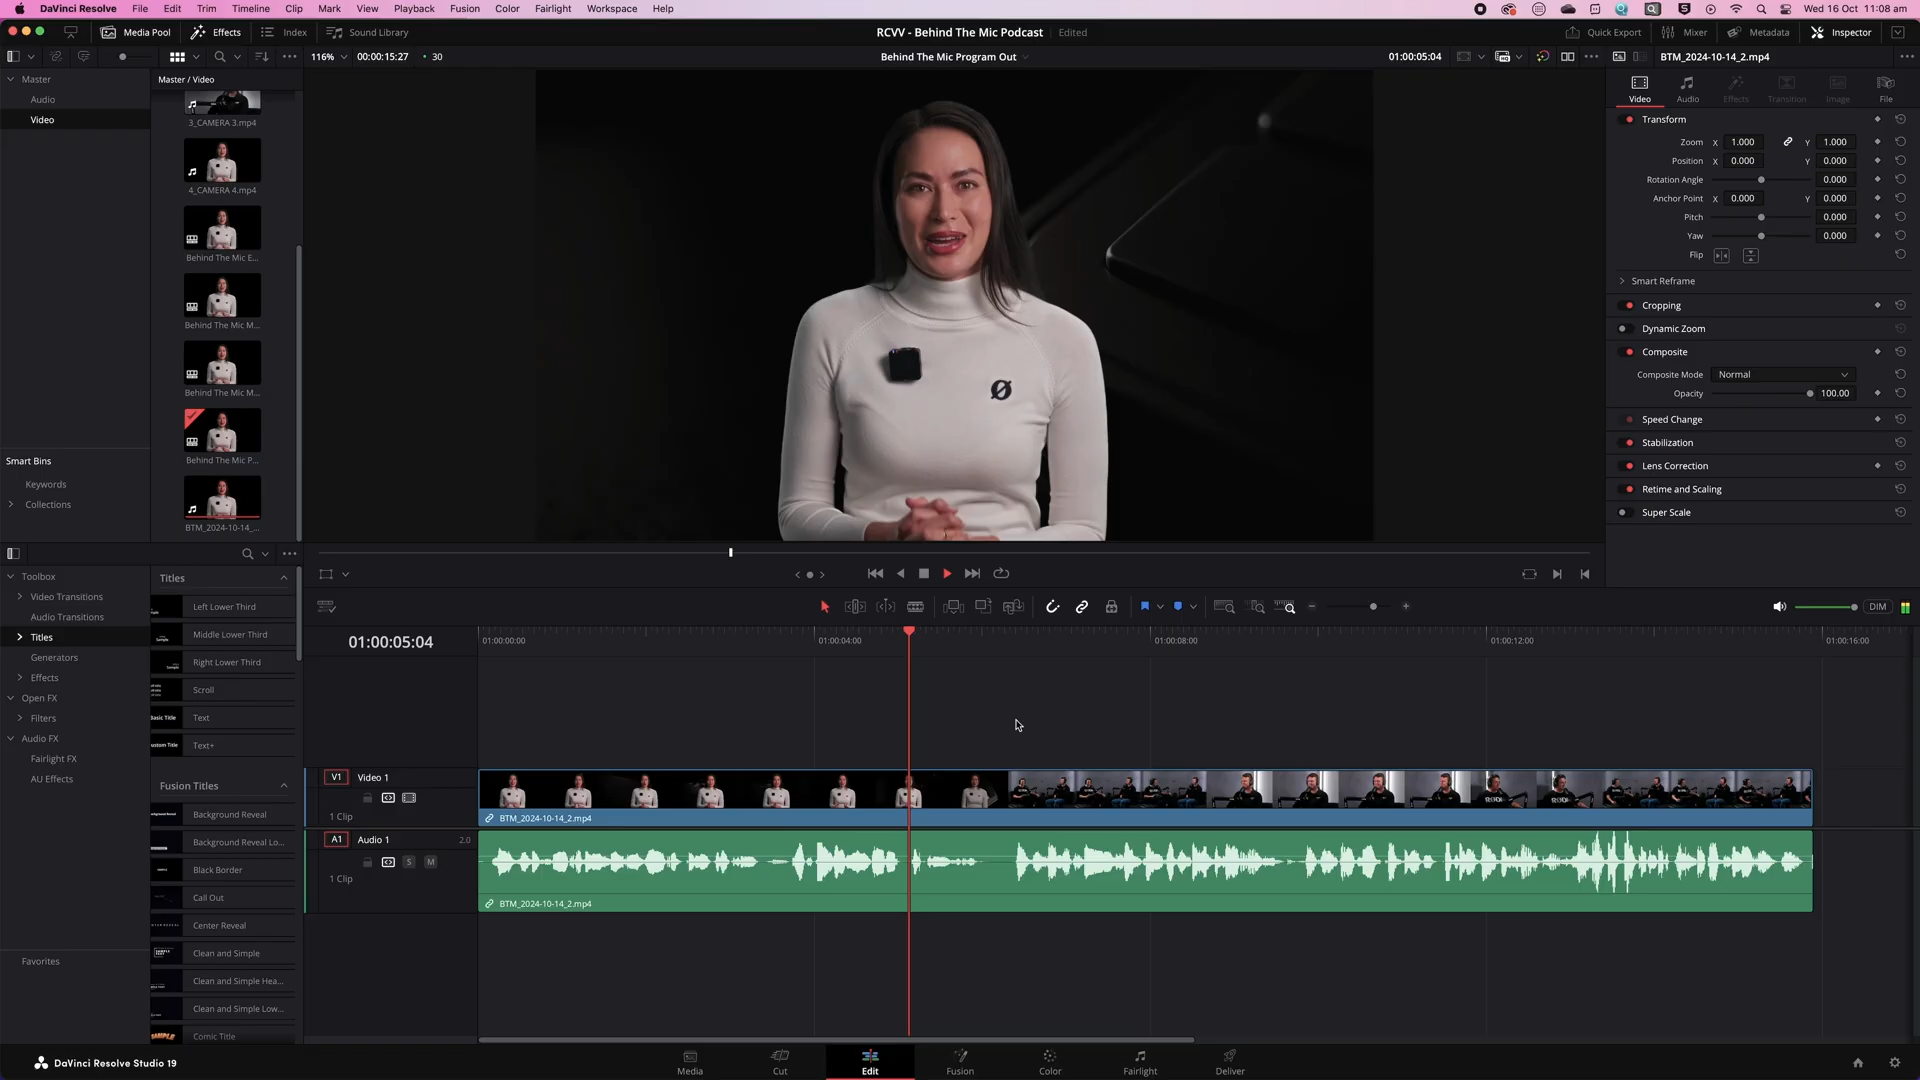 DaVinci Resolve File Edit Trim Timeline Clip Mark View Playback Fusion Color Fairlight Workspace Help Wed 16 Oct 11:08 am
Media Pool Effects Index Sound Library RCVV - Behind The Mic Podcast Edited Quick Export Mixer Metadata Inspector
116% 00:00:15:27 • 30 Behind The Mic Program Out 01:00:05:04 BTM_2024-10-14_2.mp4
Master
Audio
Video
Master / Video
3_CAMERA 3.mp4
4_CAMERA 4.mp4
Behind The Mic E...
Behind The Mic M...
Behind The Mic M...
Behind The Mic P...
BTM_2024-10-14_...
Smart Bins
Keywords
Collections
Video Audio Effects Transition Image File
Transform
Zoom X 1.000 Y 1.000
Position X 0.000 Y 0.000
Rotation Angle 0.000
Anchor Point X 0.000 Y 0.000
Pitch 0.000
Yaw 0.000
Flip
Smart Reframe
Cropping
Dynamic Zoom
Composite
Composite Mode Normal
Opacity 100.00
Speed Change
Stabilization
Lens Correction
Retime and Scaling
Super Scale
Toolbox
Video Transitions
Audio Transitions
Titles
Generators
Effects
Open FX
Filters
Audio FX
Fairlight FX
AU Effects
Favorites
Titles
Left Lower Third
Middle Lower Third
Right Lower Third
Scroll
Basic Title Text
Custom Title Text+
Fusion Titles
Background Reveal
Background Reveal Lo...
Black Border
Call Out
Center Reveal
Clean and Simple
Clean and Simple Hea...
Clean and Simple Low...
SAMPLE Comic Title
DIM
01:00:05:04 01:00:00:00 01:00:04:00 01:00:08:00 01:00:12:00 01:00:16:00
V1 Video 1
1 Clip
BTM_2024-10-14_2.mp4
A1 Audio 1 2.0
S M
1 Clip
BTM_2024-10-14_2.mp4
DaVinci Resolve Studio 19
Media Cut Edit Fusion Color Fairlight Deliver